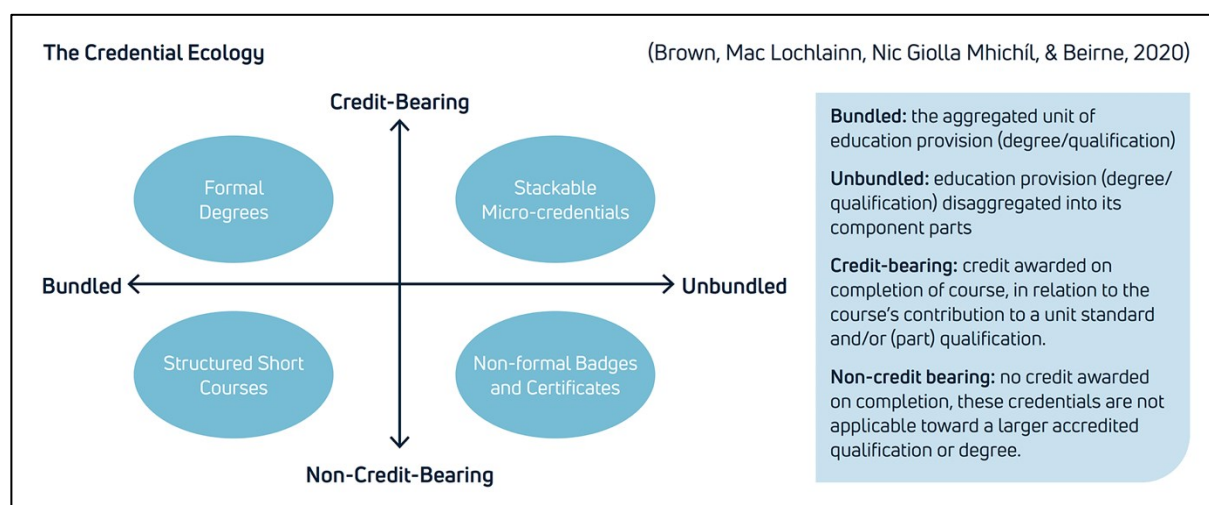 The Credential Ecology
(Brown, Mac Lochlainn, Nic Giolla Mhichíl, & Beirne, 2020)
Credit-Bearing
Formal
Degrees
Stackable
Micro-credentials
Bundled
Unbundled
Structured Short
Courses
Non-formal Badges
and Certificates
Non-Credit-Bearing
Bundled: the aggregated unit of
education provision (degree/qualification)
Unbundled: education provision (degree/
qualification) disaggregated into its
component parts
Credit-bearing: credit awarded on
completion of course, in relation to the
course’s contribution to a unit standard
and/or (part) qualification.
Non-credit bearing: no credit awarded
on completion, these credentials are not
applicable toward a larger accredited
qualification or degree.